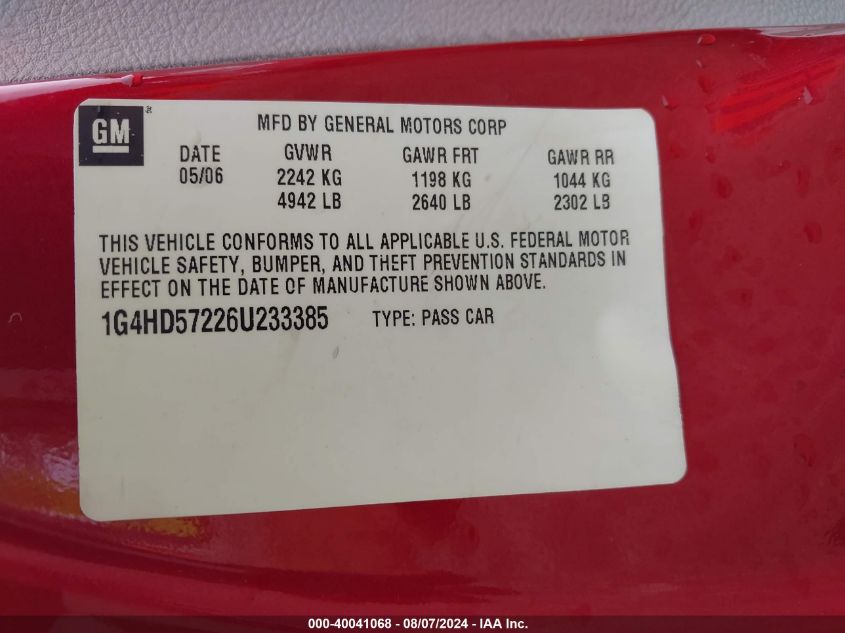 GM
MFD BY GENERAL MOTORS CORP
DATE GVWR GAWR FRT GAWR RR
05/06 2242 KG 1198 KG 1044 KG
4942 LB 2640 LB 2302 LB
THIS VEHICLE CONFORMS TO ALL APPLICABLE U.S. FEDERAL MOTOR
VEHICLE SAFETY, BUMPER, AND THEFT PREVENTION STANDARDS IN
EFFECT ON THE DATE OF MANUFACTURE SHOWN ABOVE.
1G4HD57226U233385 TYPE: PASS CAR
000-40041068 - 08/07/2024 - IAA Inc.